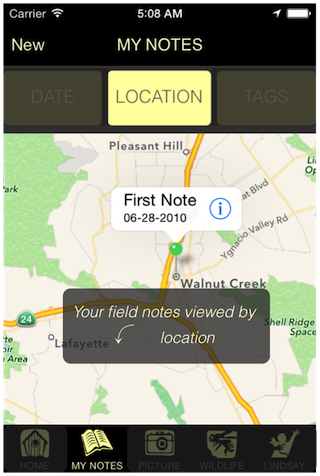 Carrier 5:08 AM
New MY NOTES
DATE LOCATION TAGS
Pleasant Hill
Blvd
First Note
06-28-2010
Ygnacio Valley Rd
Park
Walnut Creek
Your field notes viewed by
location
24
Lafayette
Shell Ridge
Space
HOME MY NOTES PICTURE WILDLIFE LINDSAY